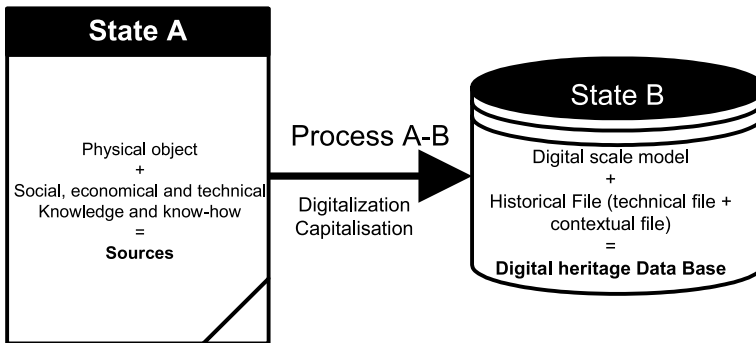 State A
Physical object
+
Social, economical and technical
Knowledge and know-how
=
Sources
Process A-B
Digitalization
Capitalisation
State B
Digital scale model
+
Historical File (technical file +
contextual file)
=
Digital heritage Data Base